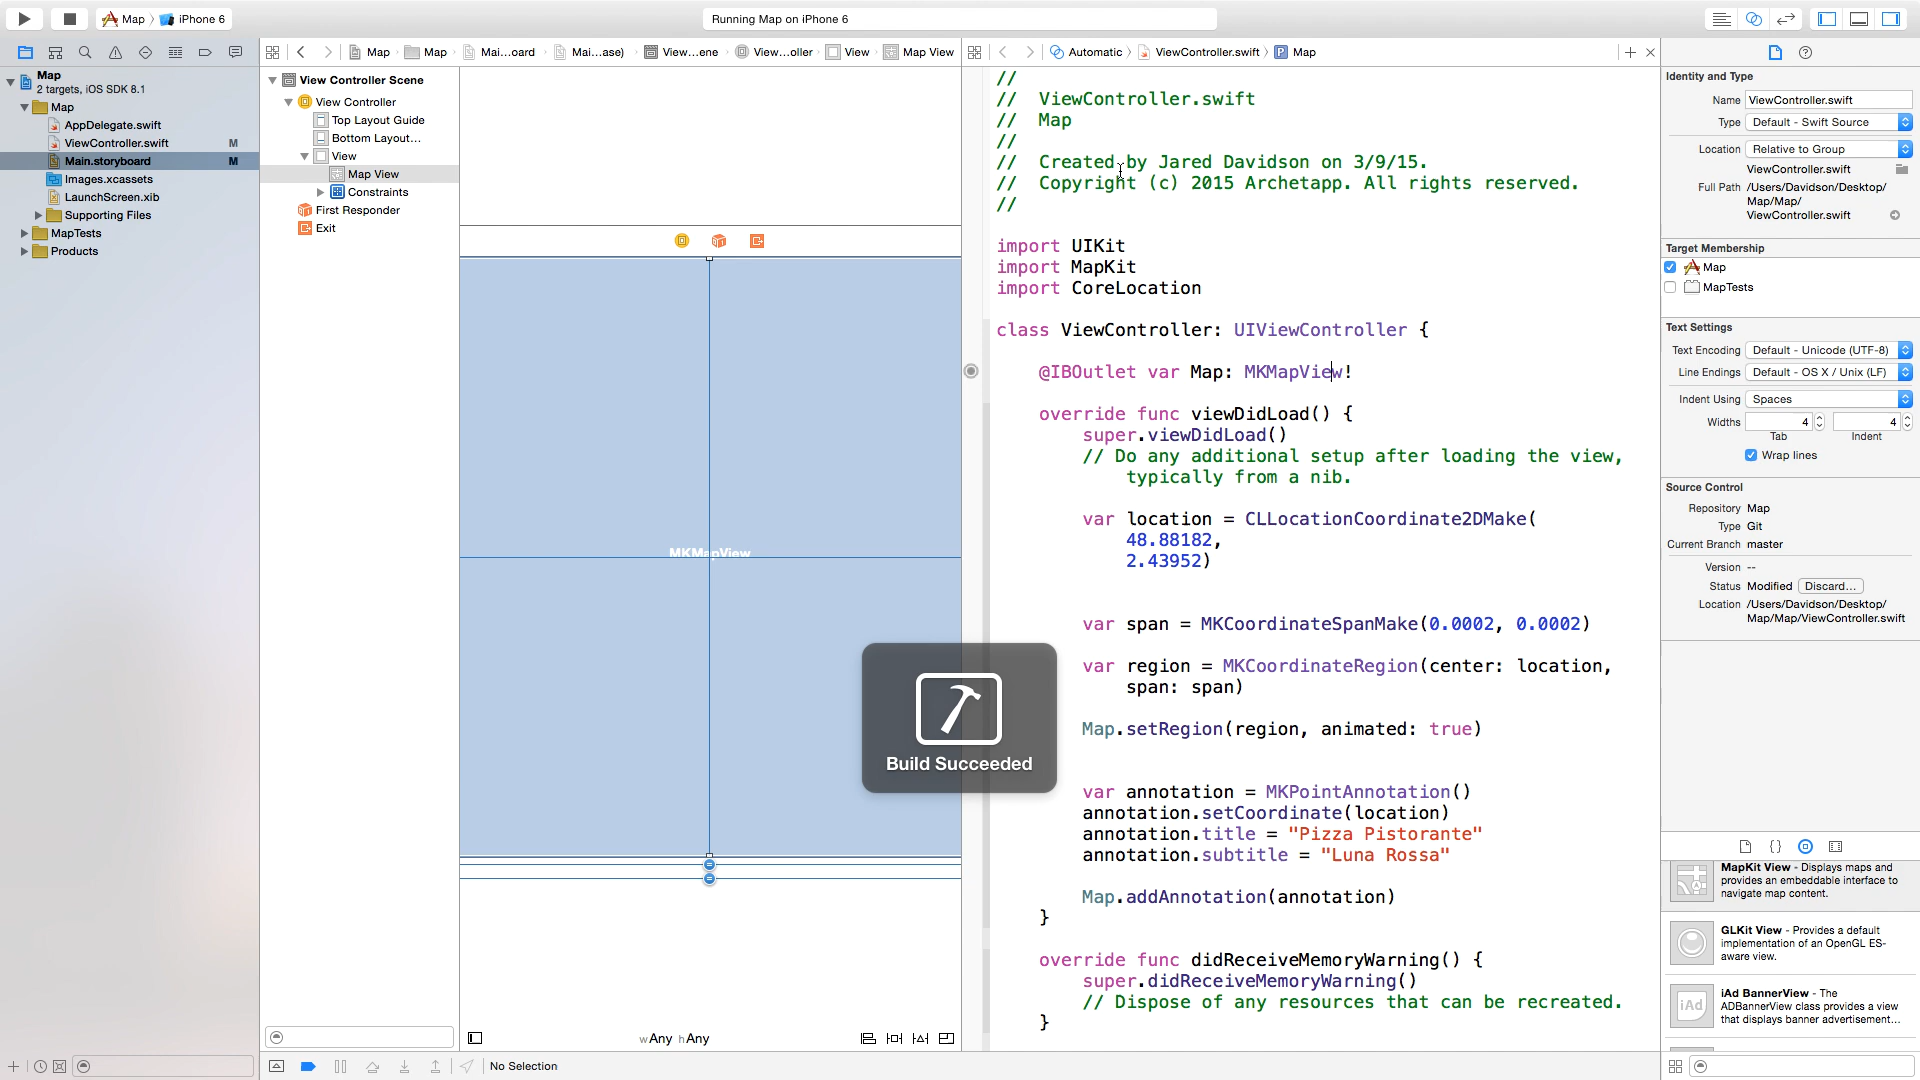 Map
iPhone 6
Running Map on iPhone 6
Map
Map
Mai...oard
Mai...ase)
View...ene
View...oller
View
Map View
Automatic
ViewController.swift
Map
Map
2 targets, iOS SDK 8.1
Map
AppDelegate.swift
ViewController.swift M
Main.storyboard M
Images.xcassets
LaunchScreen.xib
Supporting Files
MapTests
Products
View Controller Scene
View Controller
Top Layout Guide
Bottom Layout...
View
Map View
Constraints
First Responder
Exit
MKMapView
wAny hAny
//
// ViewController.swift
// Map
//
// Created by Jared Davidson on 3/9/15.
// Copyright (c) 2015 Archetapp. All rights reserved.
//
import UIKit
import MapKit
import CoreLocation
class ViewController: UIViewController {
@IBOutlet var Map: MKMapView!
override func viewDidLoad() {
super.viewDidLoad()
// Do any additional setup after loading the view,
typically from a nib.
var location = CLLocationCoordinate2DMake(
48.88182,
2.43952)
var span = MKCoordinateSpanMake(0.0002, 0.0002)
var region = MKCoordinateRegion(center: location,
span: span)
Map.setRegion(region, animated: true)
var annotation = MKPointAnnotation()
annotation.setCoordinate(location)
annotation.title = "Pizza Pistorante"
annotation.subtitle = "Luna Rossa"
Map.addAnnotation(annotation)
}
override func didReceiveMemoryWarning() {
super.didReceiveMemoryWarning()
// Dispose of any resources that can be recreated.
}
Build Succeeded
No Selection
Identity and Type
Name ViewController.swift
Type Default - Swift Source
Location Relative to Group
ViewController.swift
Full Path /Users/Davidson/Desktop/
Map/Map/
ViewController.swift
Target Membership
Map
MapTests
Text Settings
Text Encoding Default - Unicode (UTF-8)
Line Endings Default - OS X / Unix (LF)
Indent Using Spaces
Widths 4 4
Tab Indent
Wrap lines
Source Control
Repository Map
Type Git
Current Branch master
Version --
Status Modified Discard...
Location /Users/Davidson/Desktop/
Map/Map/ViewController.swift
{}
MapKit View - Displays maps and
provides an embeddable interface to
navigate map content.
GLKit View - Provides a default
implementation of an OpenGL ES-
aware view.
iAd
iAd BannerView - The
ADBannerView class provides a view
that displays banner advertisement...